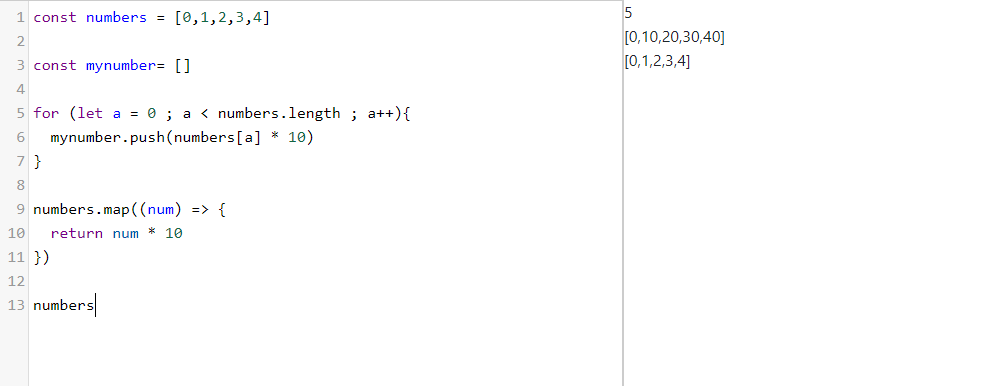 1 const numbers = [0,1,2,3,4]
2
3 const mynumber= []
4
5 for (let a = 0 ; a < numbers.length ; a++){
6   mynumber.push(numbers[a] * 10)
7 }
8
9 numbers.map((num) => {
10   return num * 10
11 })
12
13 numbers
5
[0,10,20,30,40]
[0,1,2,3,4]